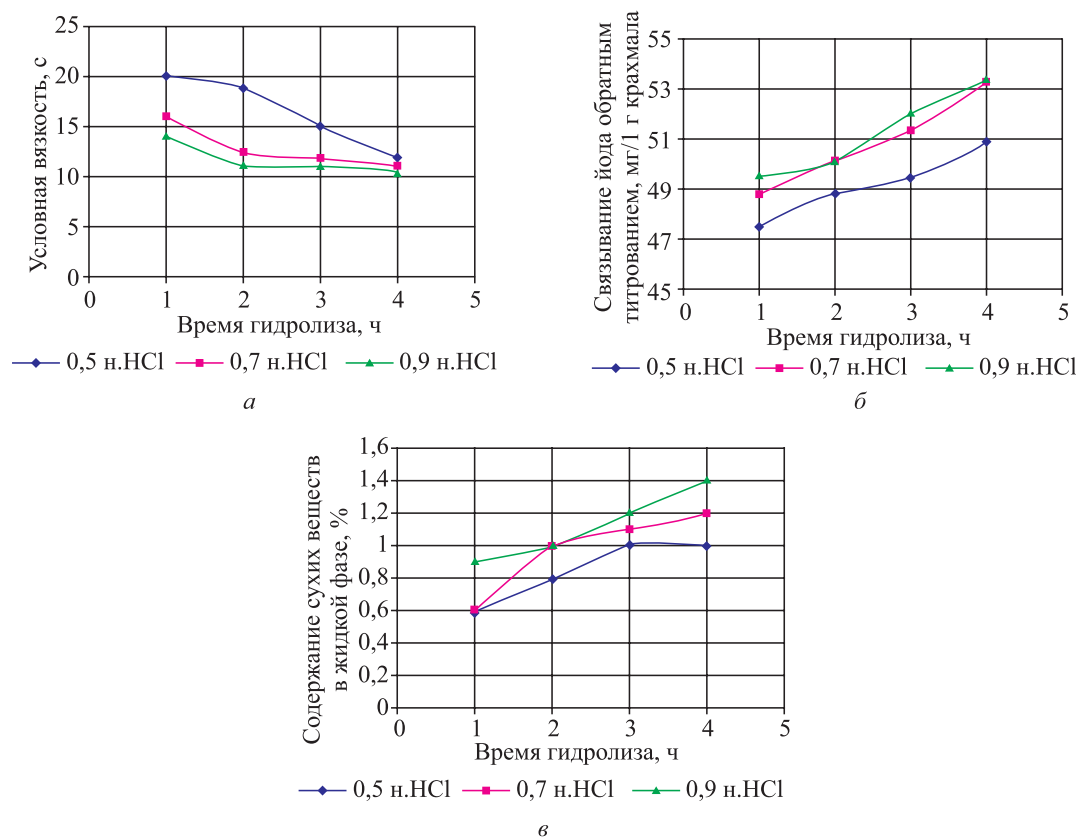 Условная вязкость, с
25
20
15
10
5
0
0 1 2 3 4 5
Время гидролиза, ч
0,5 н.HCl 0,7 н.HCl 0,9 н.HCl
а
Связывание йода обратным
титрованием, мг/1 г крахмала
55
53
51
49
47
45
0 1 2 3 4 5
Время гидролиза, ч
0,5 н.HCl 0,7 н.HCl 0,9 н.HCl
б
Содержание сухих веществ
в жидкой фазе, %
1,6
1,4
1,2
1
0,8
0,6
0,4
0,2
0
0 1 2 3 4 5
Время гидролиза, ч
0,5 н.HCl 0,7 н.HCl 0,9 н.HCl
в